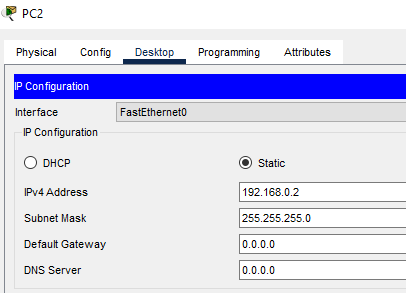 PC2
Physical Config Desktop Programming Attributes
IP Configuration
Interface FastEthernet0
IP Configuration
DHCP Static
IPv4 Address 192.168.0.2
Subnet Mask 255.255.255.0
Default Gateway 0.0.0.0
DNS Server 0.0.0.0